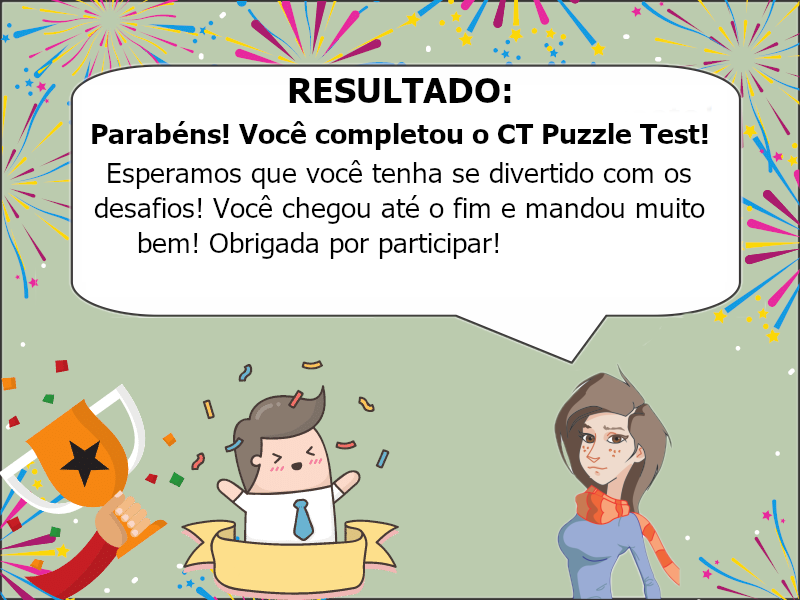 RESULTADO:
Parabéns! Você completou o CT Puzzle Test!
Esperamos que você tenha se divertido com os
desafios! Você chegou até o fim e mandou muito
bem! Obrigada por participar!